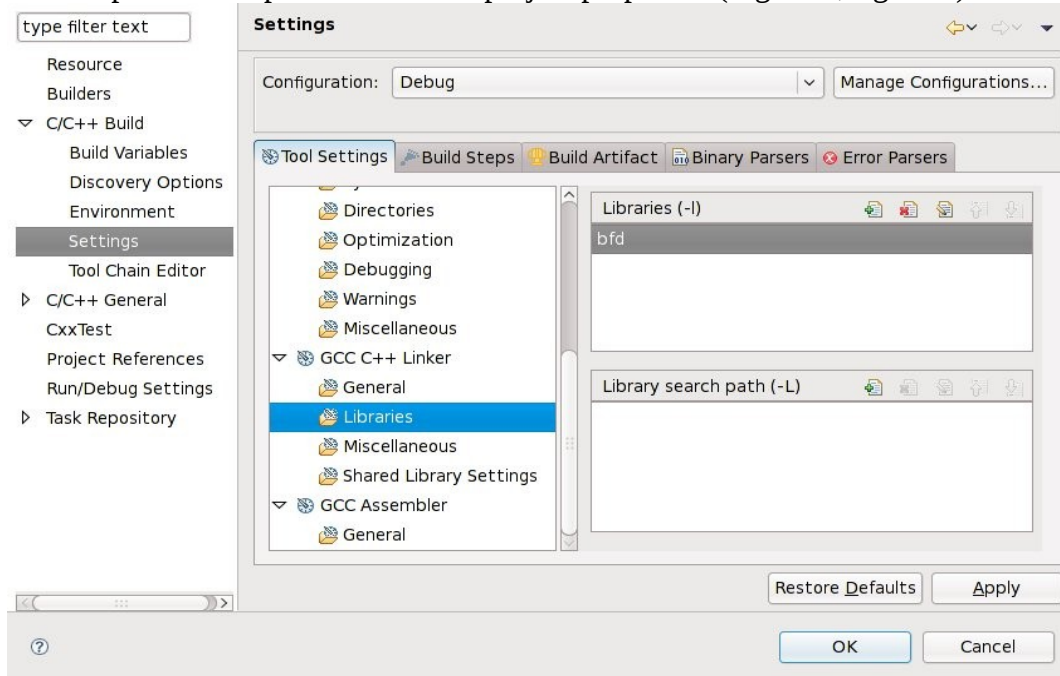 type filter text
Resource
Builders
C/C++ Build
Build Variables
Discovery Options
Environment
Settings
Tool Chain Editor
C/C++ General
CxxTest
Project References
Run/Debug Settings
Task Repository
Settings
Configuration: Debug Manage Configurations...
Tool Settings Build Steps Build Artifact Binary Parsers Error Parsers
Directories
Optimization
Debugging
Warnings
Miscellaneous
GCC C++ Linker
General
Libraries
Miscellaneous
Shared Library Settings
GCC Assembler
General
Libraries (-l)
bfd
Library search path (-L)
Restore Defaults Apply
OK Cancel